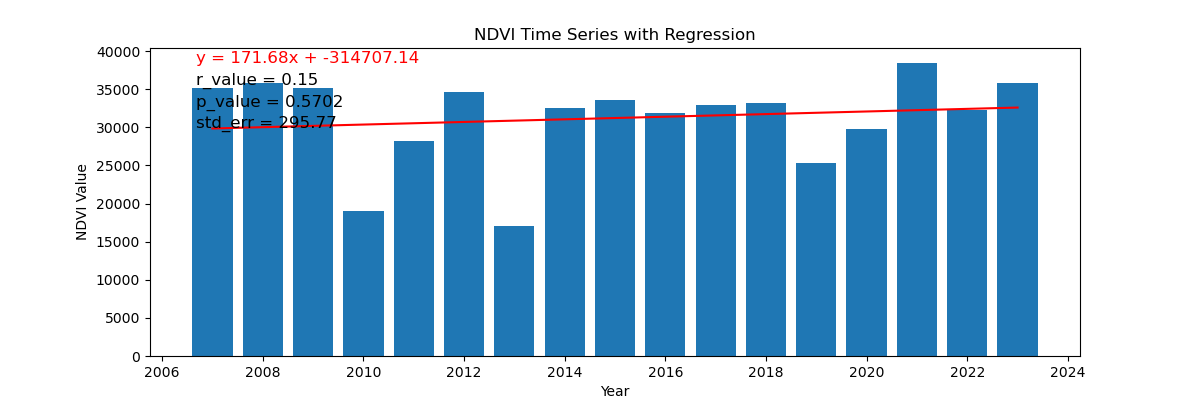 NDVI Time Series with Regression
y = 171.68x + -314707.14
r_value = 0.15
p_value = 0.5702
std_err = 295.77
NDVI Value
40000
35000
30000
25000
20000
15000
10000
5000
0
2006 2008 2010 2012 2014 2016 2018 2020 2022 2024
Year